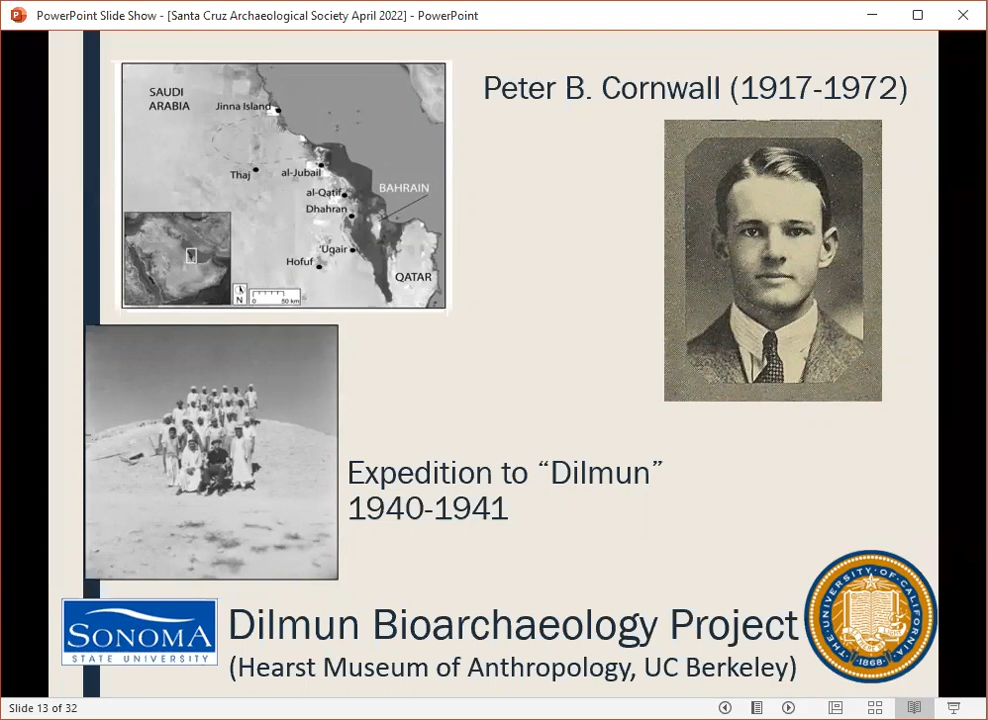 PowerPoint Slide Show - [Santa Cruz Archaeological Society April 2022] - PowerPoint
SAUDI
ARABIA
Jinna Island
Thaj
al-Jubail
al-Qatif
BAHRAIN
Dhahran
'Uqair
Hofuf
QATAR
N
0 50 km
Peter B. Cornwall (1917-1972)
Expedition to “Dilmun”
1940-1941
SONOMA
STATE UNIVERSITY
Dilmun Bioarchaeology Project
(Hearst Museum of Anthropology, UC Berkeley)
THE·UNIVERSITY·OF·CALIFORNIA
·1868·
Slide 13 of 32